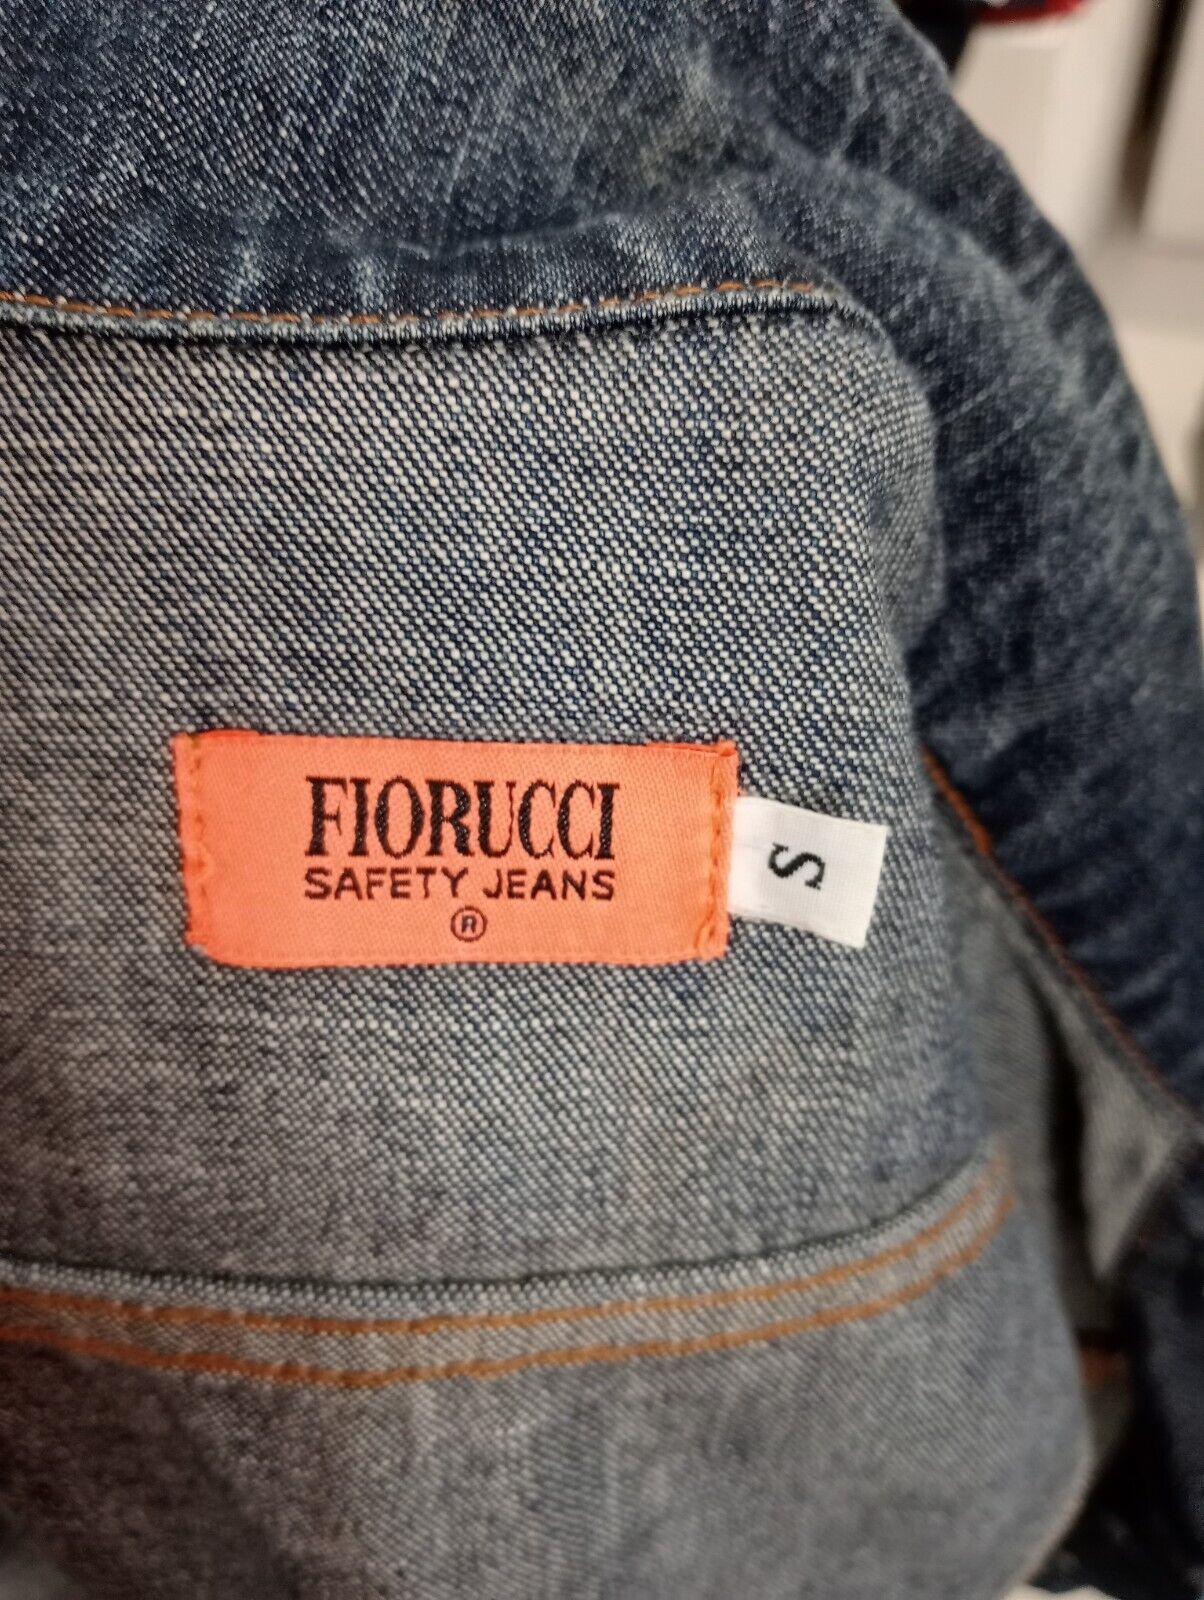 FIORUCCI
SAFETY JEANS
®
S